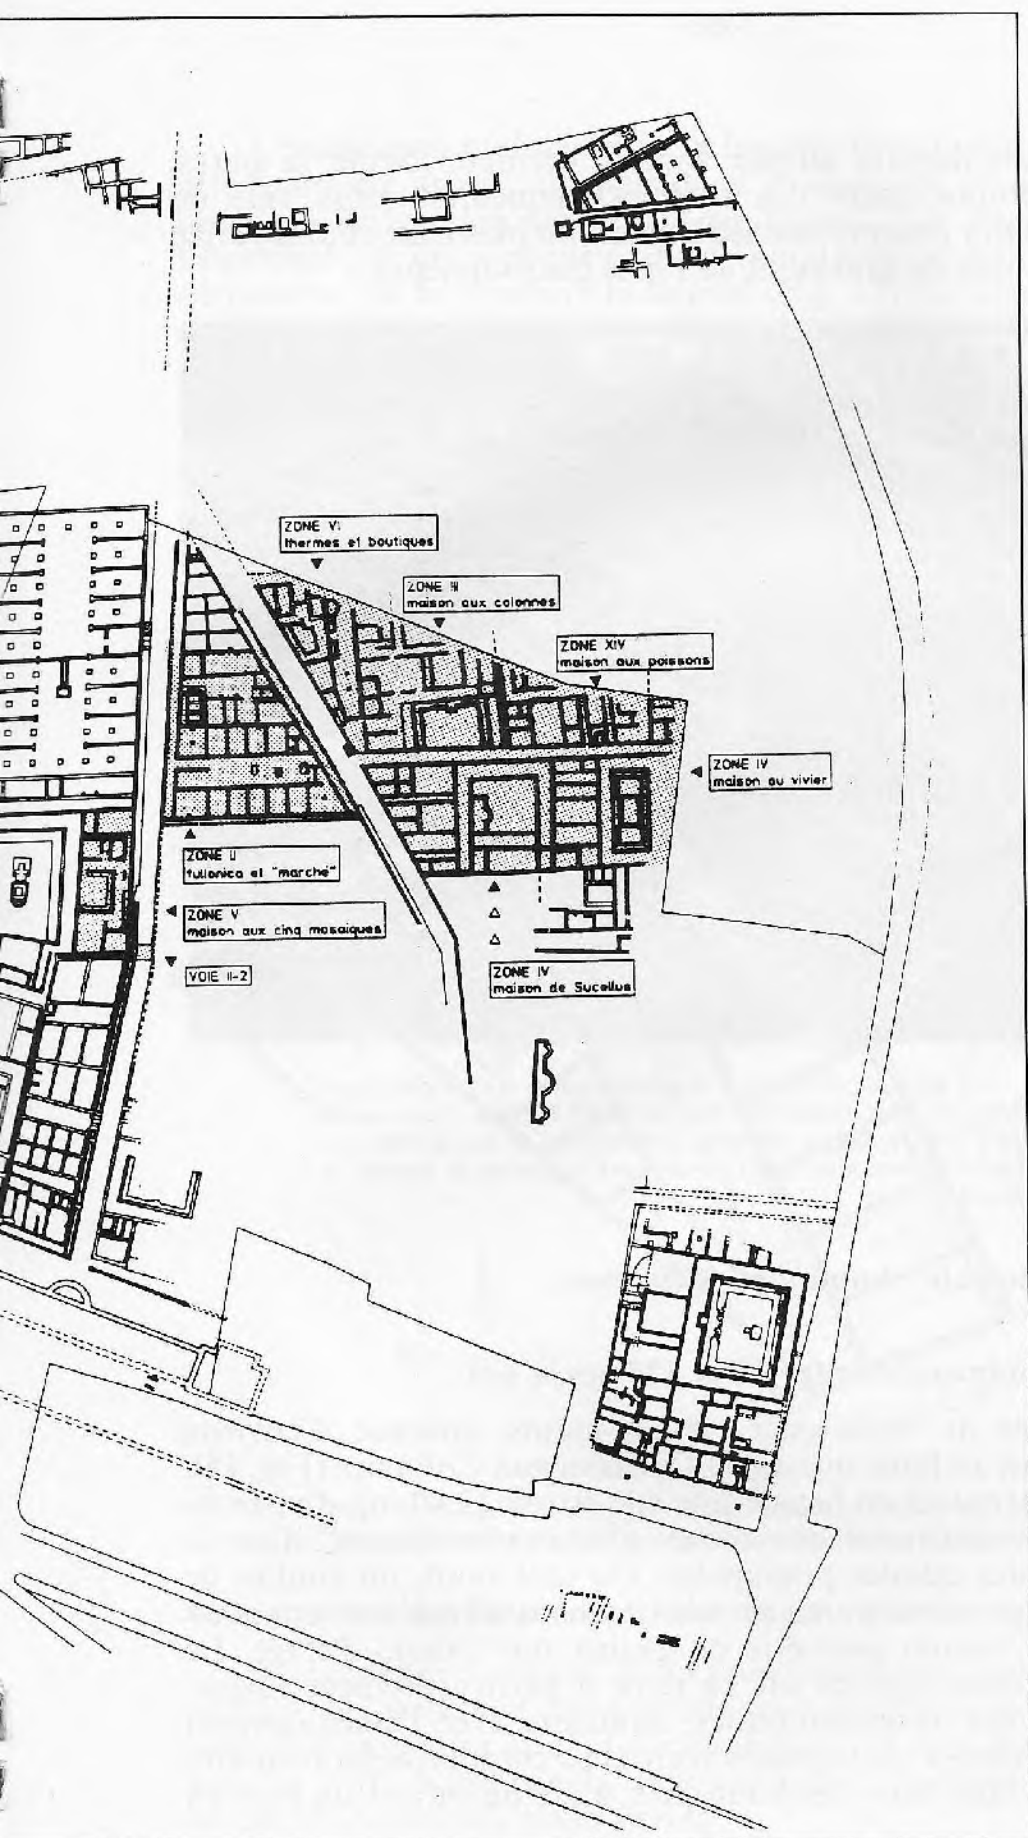 ZONE VI
thermes et boutiques
ZONE III
maison aux colonnes
ZONE XIV
maison aux poissons
ZONE IV
maison au vivier
ZONE II
fullonica et "marché"
ZONE V
maison aux cinq mosaïques
VOIE II-2
ZONE IV
maison de Sucellus